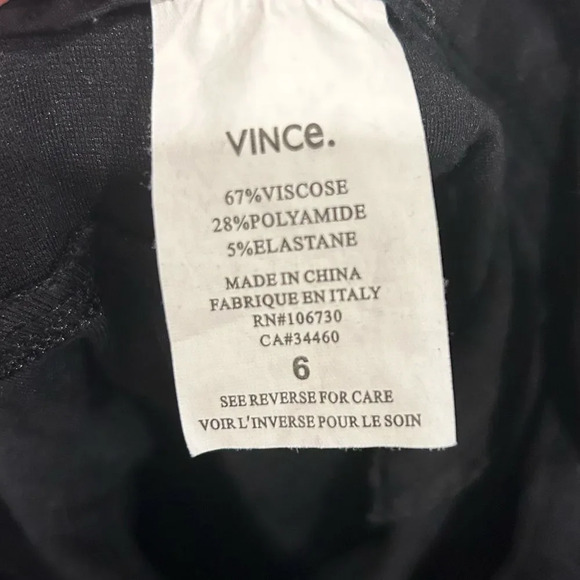 VINCe.
67%VISCOSE
28%POLYAMIDE
5%ELASTANE
MADE IN CHINA
FABRIQUE EN ITALY
RN#106730
CA#34460
6
SEE REVERSE FOR CARE
VOIR L'INVERSE POUR LE SOIN